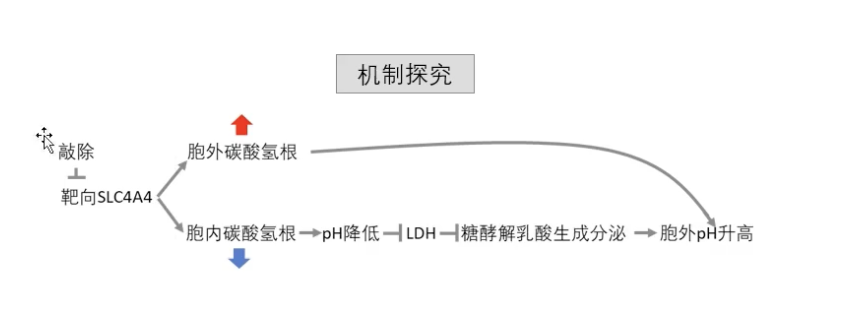 机制探究
敲除
胞外碳酸氢根
靶向SLC4A4
胞内碳酸氢根
pH降低
LDH
糖酵解乳酸生成分泌
胞外pH升高